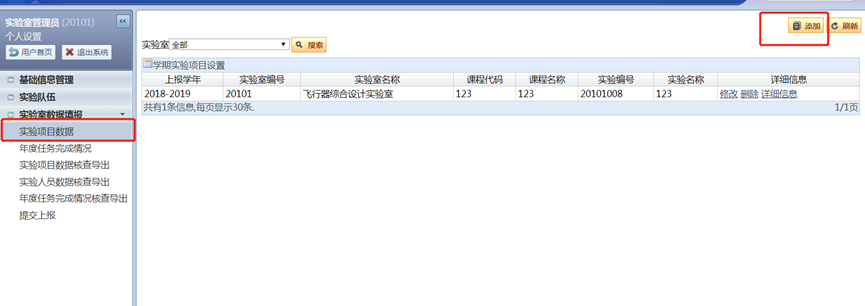 实验室管理员 (20101)
个人设置
用户首页 退出系统
基础信息管理
实验队伍
实验室数据填报
实验项目数据
年度任务完成情况
实验项目数据核查导出
实验人员数据核查导出
年度任务完成情况核查导出
提交上报
添加 刷新
实验室 全部 搜索
学期实验项目设置
上报学年 实验室编号 实验室名称 课程代码 课程名称 实验编号 实验名称 详细信息
2018-2019 20101 飞行器综合设计实验室 123 123 20101008 123 修改 删除 详细信息
共有1条信息,每页显示30条. 1/1页